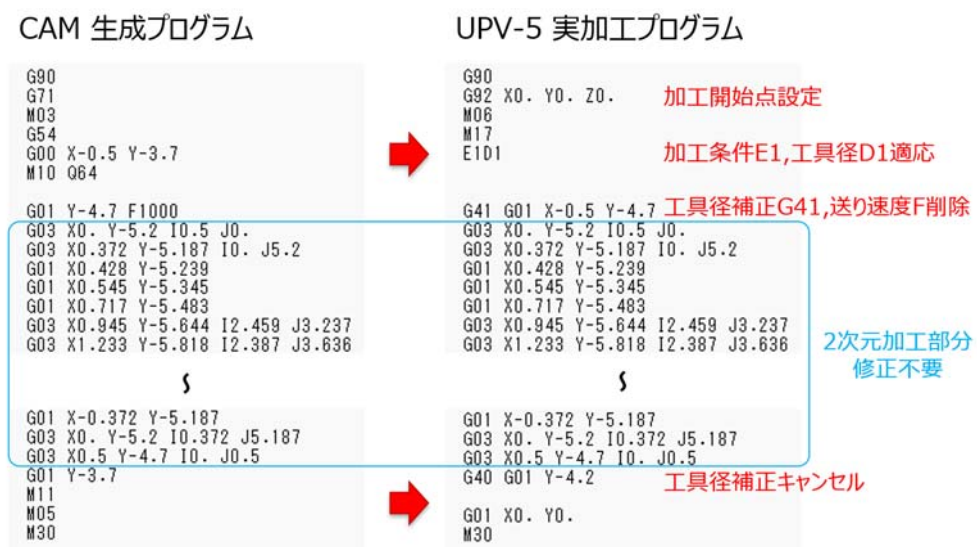 CAM 生成プログラム
G90
G71
M03
G54
G00 X-0.5 Y-3.7
M10 Q64
G01 Y-4.7 F1000
G03 X0. Y-5.2 I0.5 J0.
G03 X0.372 Y-5.187 I0. J5.2
G01 X0.428 Y-5.239
G01 X0.545 Y-5.345
G01 X0.717 Y-5.483
G03 X0.945 Y-5.644 I2.459 J3.237
G03 X1.233 Y-5.818 I2.387 J3.636
∽
G01 X-0.372 Y-5.187
G03 X0. Y-5.2 I0.372 J5.187
G03 X0.5 Y-4.7 I0. J0.5
G01 Y-3.7
M11
M05
M30
UPV-5 実加工プログラム
G90
G92 X0. Y0. Z0. 加工開始点設定
M06
M17
E1D1 加工条件E1,工具径D1適応
G41 G01 X-0.5 Y-4.7 工具径補正G41,送り速度F削除
G03 X0. Y-5.2 I0.5 J0.
G03 X0.372 Y-5.187 I0. J5.2
G01 X0.428 Y-5.239
G01 X0.545 Y-5.345
G01 X0.717 Y-5.483
G03 X0.945 Y-5.644 I2.459 J3.237
G03 X1.233 Y-5.818 I2.387 J3.636
∽
G01 X-0.372 Y-5.187
G03 X0. Y-5.2 I0.372 J5.187
G03 X0.5 Y-4.7 I0. J0.5
G40 G01 Y-4.2 工具径補正キャンセル
G01 X0. Y0.
M30
2次元加工部分
修正不要